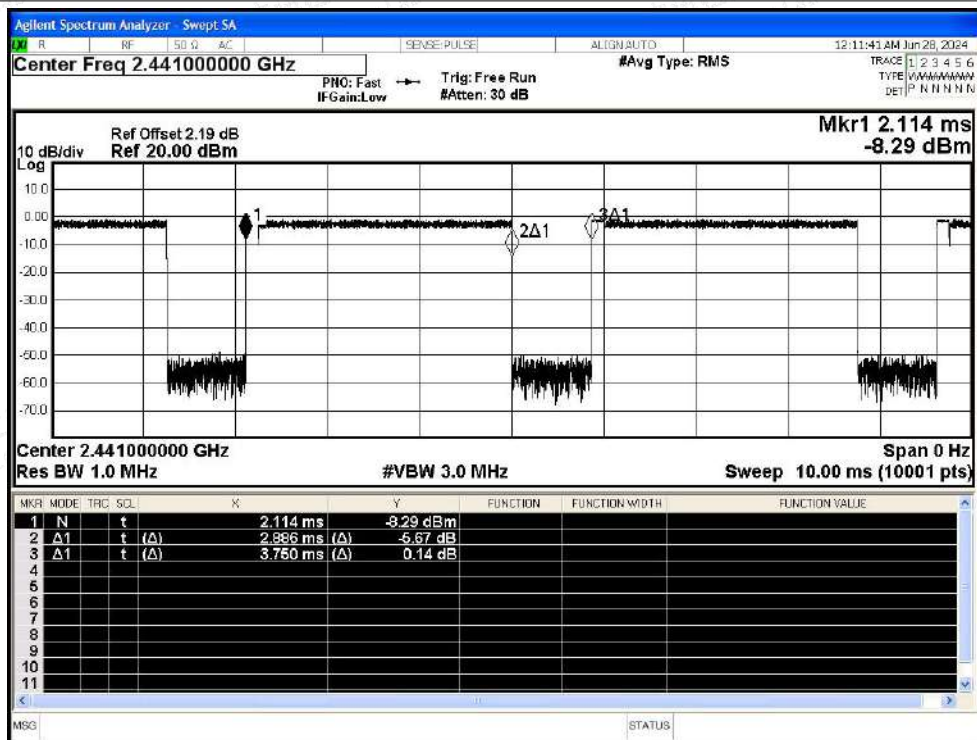 Agilent Spectrum Analyzer - Swept SA
LXI R RF 50 Ω AC SENSE:PULSE ALIGN AUTO 12:11:41 AM Jun 28, 2024
Center Freq 2.441000000 GHz #Avg Type: RMS TRACE 1 2 3 4 5 6
PNO: Fast Trig: Free Run TYPE WWWWWW
IFGain:Low #Atten: 30 dB DET P N N N N N
Mkr1 2.114 ms
Ref Offset 2.19 dB
10 dB/div Ref 20.00 dBm -8.29 dBm
Log
10.0
0.00
-10.0
-20.0
-30.0
-40.0
-50.0
-60.0
-70.0
1
2Δ1
3Δ1
Center 2.441000000 GHz Span 0 Hz
Res BW 1.0 MHz #VBW 3.0 MHz Sweep 10.00 ms (10001 pts)
MKR MODE TRC SCL X Y FUNCTION FUNCTION WIDTH FUNCTION VALUE
1 N t 2.114 ms -8.29 dBm
2 Δ1 t (Δ) 2.886 ms (Δ) -5.67 dB
3 Δ1 t (Δ) 3.750 ms (Δ) 0.14 dB
4
5
6
7
8
9
10
11
MSG STATUS